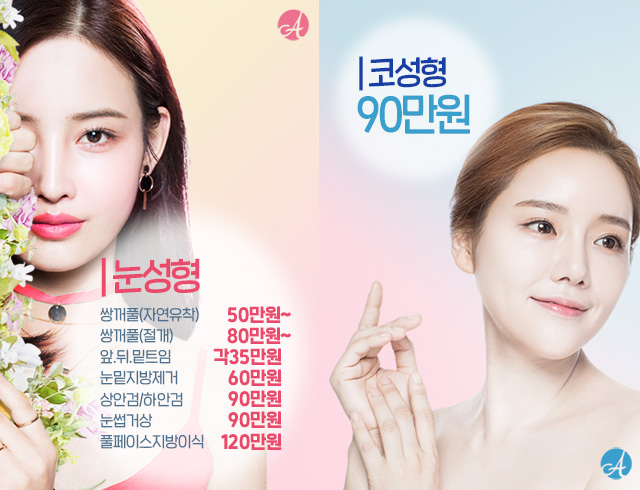 눈성형
쌍꺼풀(자연유착) 50만원~
쌍꺼풀(절개) 80만원~
앞.뒤.밑트임 각35만원
눈밑지방제거 60만원
상안검/하안검 90만원
눈썹거상 90만원
풀페이스지방이식 120만원
코성형
90만원